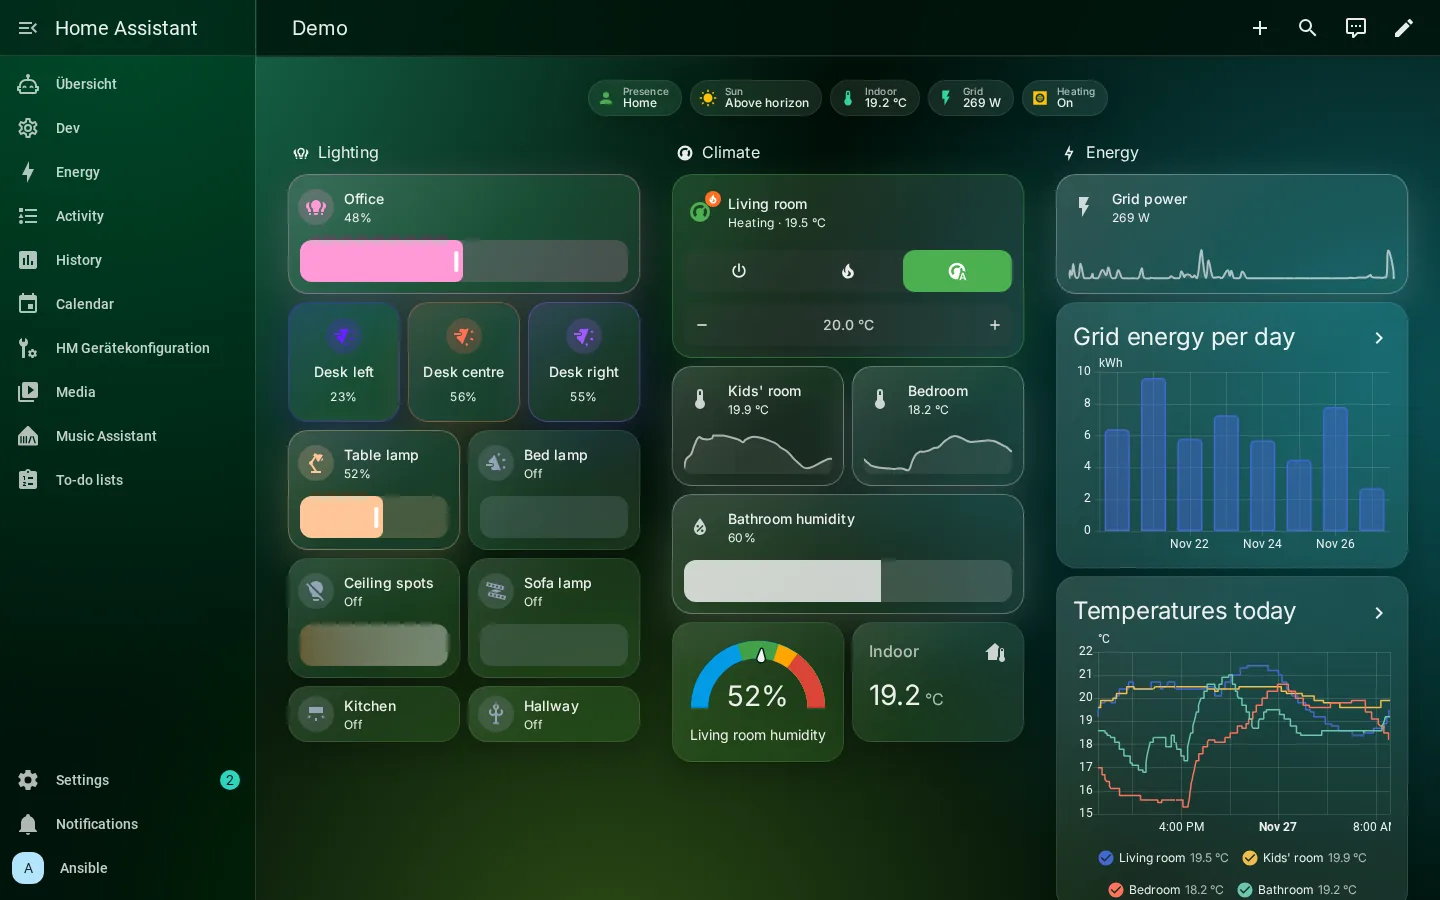 Home Assistant
Demo
Übersicht
Dev
Energy
Activity
History
Calendar
HM Gerätekonfiguration
Media
Music Assistant
To-do lists
Settings
2
Notifications
A
Ansible
Presence
Home
Sun
Above horizon
Indoor
19.2 °C
Grid
269 W
Heating
On
Lighting
Office
48%
Desk left
23%
Desk centre
56%
Desk right
55%
Table lamp
52%
Bed lamp
Off
Ceiling spots
Off
Sofa lamp
Off
Kitchen
Off
Hallway
Off
Climate
Living room
Heating · 19.5 °C
A
20.0 °C
Kids' room
19.9 °C
Bedroom
18.2 °C
Bathroom humidity
60%
52%
Living room humidity
Indoor
19.2 °C
Energy
Grid power
269 W
Grid energy per day
kWh
10
8
6
4
2
0
Nov 22 Nov 24 Nov 26
Temperatures today
°C
22
21
20
19
18
17
16
15
4:00 PM Nov 27 8:00 AM
Living room 19.5 °C Kids' room 19.9 °C
Bedroom 18.2 °C Bathroom 19.2 °C